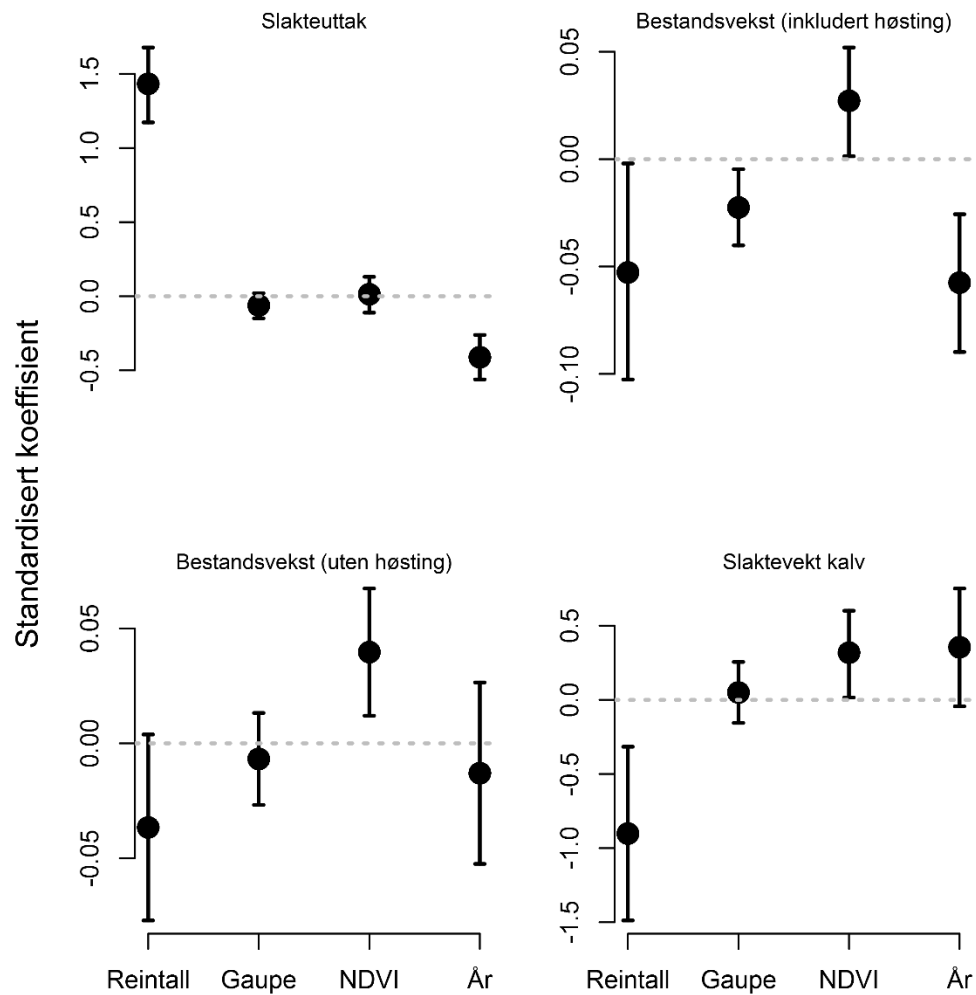 Slakteuttak
Bestandsvekst (inkludert høsting)
1.5
1.0
0.5
0.0
-0.5
0.05
0.00
-0.05
-0.10
Standardisert koeffisient
Bestandsvekst (uten høsting)
Slaktevekt kalv
0.05
0.00
-0.05
0.5
0.0
-0.5
-1.0
-1.5
Reintall Gaupe NDVI År
Reintall Gaupe NDVI År